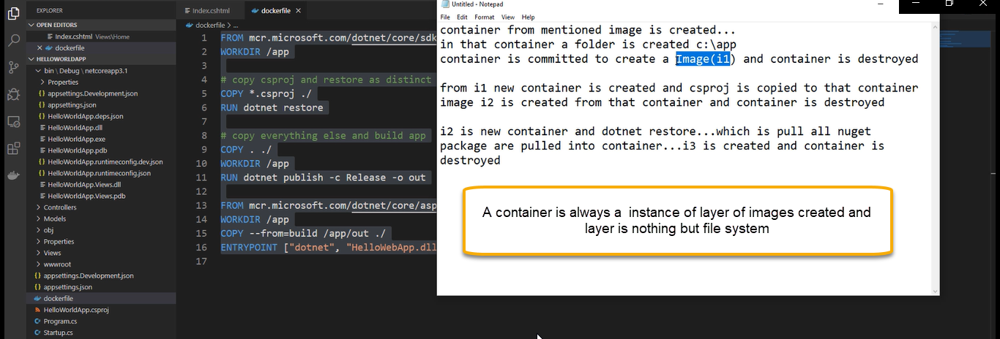 EXPLORER
OPEN EDITORS
Index.cshtml Views\Home
dockerfile
HELLOWORLDAPP
bin \ Debug \ netcoreapp3.1
Properties
appsettings.Development.json
appsettings.json
HelloWorldApp.deps.json
HelloWorldApp.dll
HelloWorldApp.exe
HelloWorldApp.pdb
HelloWorldApp.runtimeconfig.dev.json
HelloWorldApp.runtimeconfig.json
HelloWorldApp.Views.dll
HelloWorldApp.Views.pdb
Controllers
Models
obj
Properties
Views
wwwroot
appsettings.Development.json
appsettings.json
dockerfile
HelloWorldApp.csproj
Program.cs
Startup.cs
Index.cshtml
dockerfile
dockerfile > ...
1 FROM mcr.microsoft.com/dotnet/core/sdk
2 WORKDIR /app
3
4 # copy csproj and restore as distinct
5 COPY *.csproj ./
6 RUN dotnet restore
7
8 # copy everything else and build app
9 COPY . ./
10 WORKDIR /app
11 RUN dotnet publish -c Release -o out
12
13 FROM mcr.microsoft.com/dotnet/core/asp
14 WORKDIR /app
15 COPY --from=build /app/out ./
16 ENTRYPOINT ["dotnet", "HelloWebApp.dll
17
Untitled - Notepad
File Edit Format View Help
container from mentioned image is created...
in that container a folder is created c:\app
container is committed to create a Image(i1) and container is destroyed
from i1 new container is created and csproj is copied to that container
image i2 is created from that container and container is destroyed
i2 is new container and dotnet restore...which is pull all nuget
package are pulled into container...i3 is created and container is
destroyed
A container is always a instance of layer of images created and
layer is nothing but file system